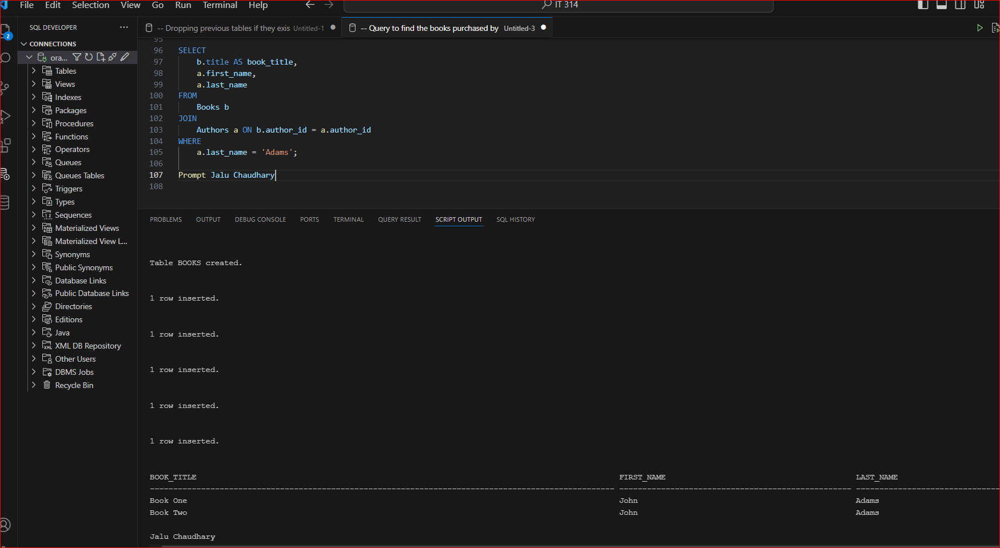 File Edit Selection View Go Run Terminal Help IT 314
SQL DEVELOPER
-- Dropping previous tables if they exis Untitled-1
-- Query to find the books purchased by Untitled-3
2
CONNECTIONS
ora...
Tables
Views
Indexes
Packages
Procedures
Functions
Operators
Queues
Queues Tables
Triggers
Types
Sequences
Materialized Views
Materialized View L...
Synonyms
Public Synonyms
Database Links
Public Database Links
Directories
Editions
Java
XML DB Repository
Other Users
DBMS Jobs
Recycle Bin
95
96 SELECT
97 b.title AS book_title,
98 a.first_name,
99 a.last_name
100 FROM
101 Books b
102 JOIN
103 Authors a ON b.author_id = a.author_id
104 WHERE
105 a.last_name = 'Adams';
106
107 Prompt Jalu Chaudhary
108
PROBLEMS OUTPUT DEBUG CONSOLE PORTS TERMINAL QUERY RESULT SCRIPT OUTPUT SQL HISTORY
Table BOOKS created.
1 row inserted.
1 row inserted.
1 row inserted.
1 row inserted.
1 row inserted.
BOOK_TITLE FIRST_NAME LAST_NAME
Book One John Adams
Book Two John Adams
Jalu Chaudhary